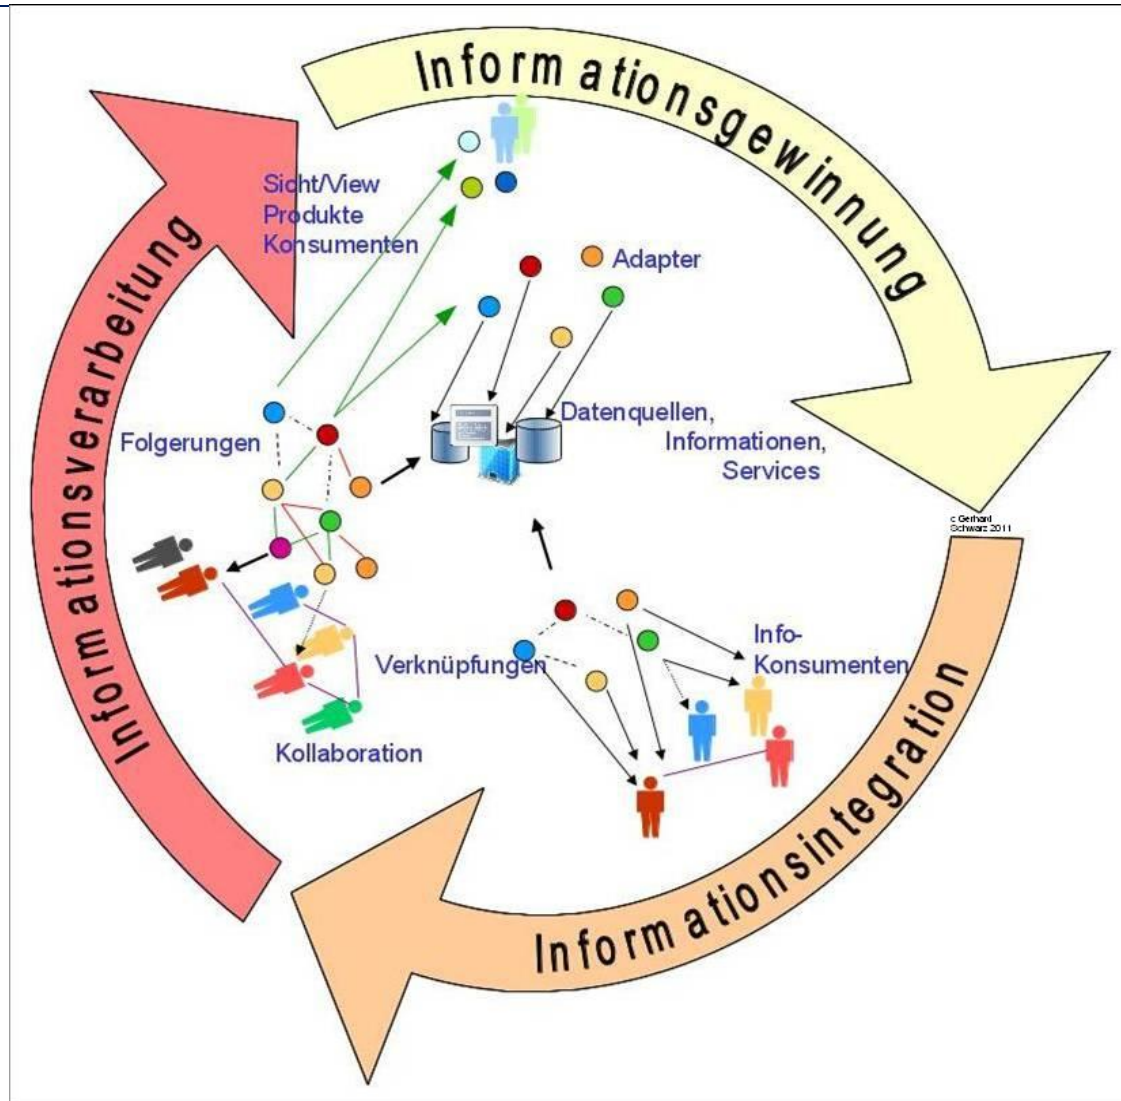 Informationsgewinnung
Sicht/View
Produkte
Konsumenten
Adapter
Informationsverarbeitung
Folgerungen
Datenquellen,
Informationen,
Services
c Gerhard
Schwarz 2011
Info-
Konsumenten
Verknüpfungen
Kollaboration
Informationsintegration